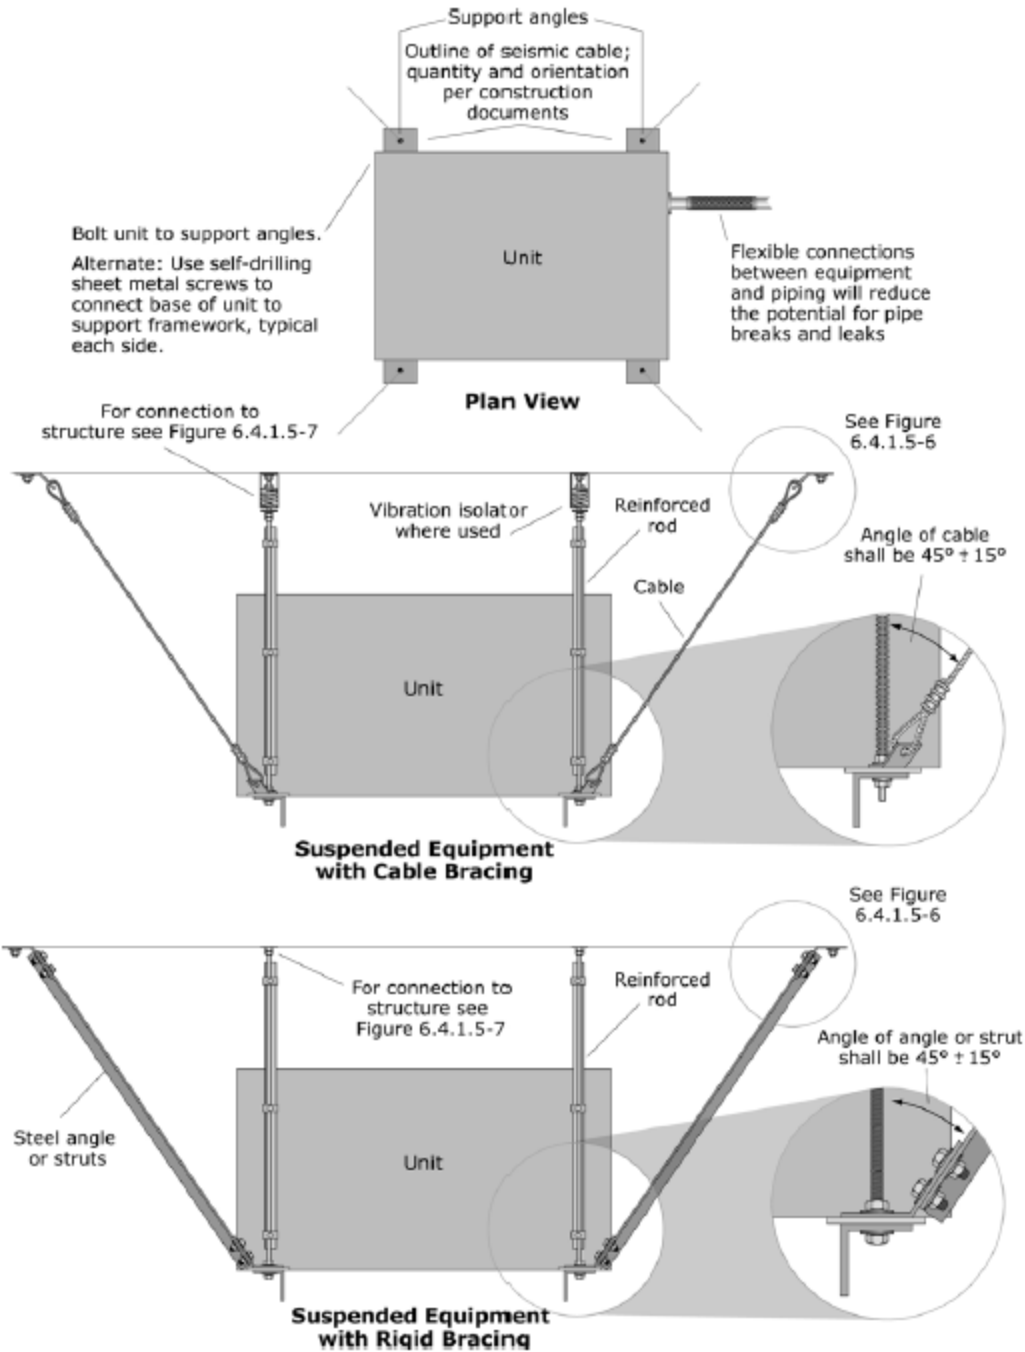 Support angles
Outline of seismic cable;
quantity and orientation
per construction
documents
Bolt unit to support angles.
Alternate: Use self-drilling
sheet metal screws to
connect base of unit to
support framework, typical
each side.
Unit
Flexible connections
between equipment
and piping will reduce
the potential for pipe
breaks and leaks
Plan View
For connection to
structure see Figure 6.4.1.5-7
See Figure
6.4.1.5-6
Vibration isolator
where used
Reinforced
rod
Angle of cable
shall be 45° ± 15°
Cable
Unit
Suspended Equipment
with Cable Bracing
See Figure
6.4.1.5-6
For connection to
structure see
Figure 6.4.1.5-7
Reinforced
rod
Angle of angle or strut
shall be 45° ± 15°
Steel angle
or struts
Unit
Suspended Equipment
with Rigid Bracing